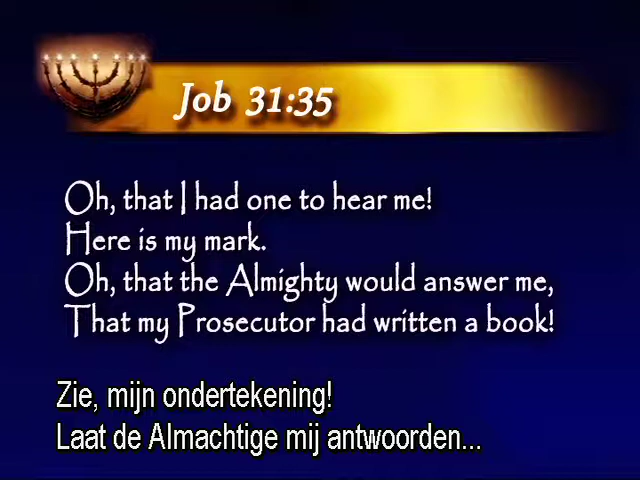 Job 31:35
Oh, that I had one to hear me!
Here is my mark.
Oh, that the Almighty would answer me,
That my Prosecutor had written a book!
Zie, mijn ondertekening!
Laat de Almachtige mij antwoorden...